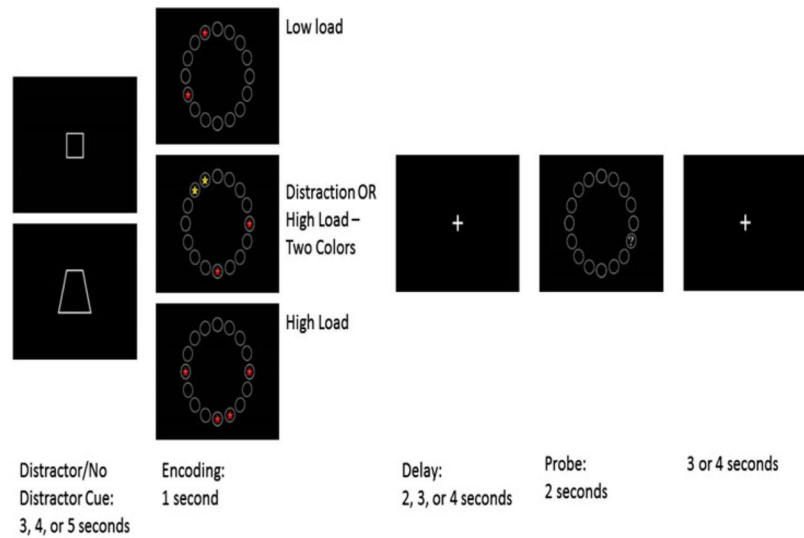 Low load
Distraction OR
High Load –
Two Colors
High Load
?
Distractor/No
Distractor Cue:
3, 4, or 5 seconds
Encoding:
1 second
Delay:
2, 3, or 4 seconds
Probe:
2 seconds
3 or 4 seconds